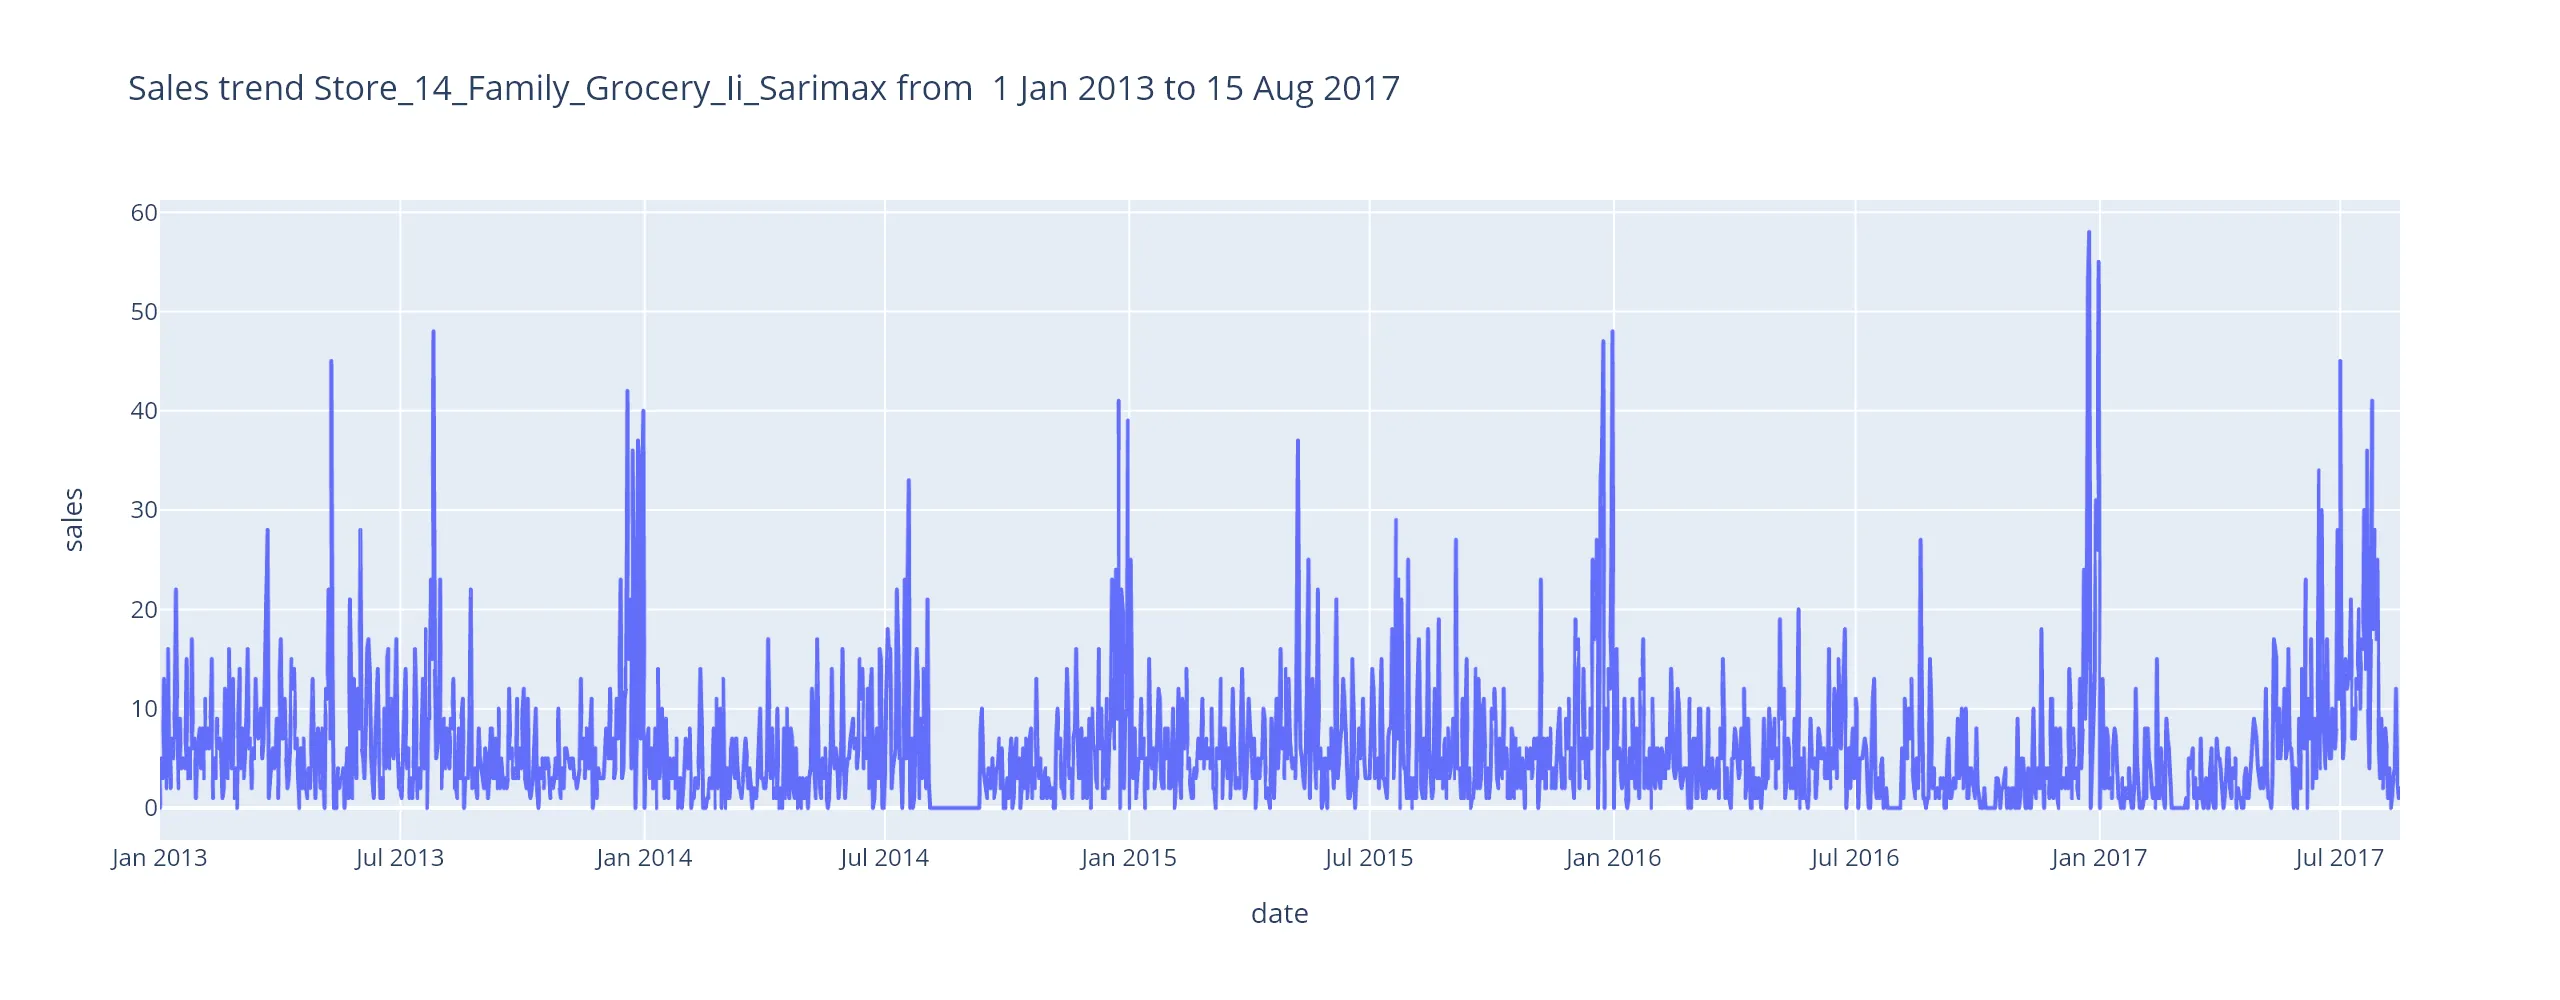 Sales trend Store_14_Family_Grocery_Ii_Sarimax from  1 Jan 2013 to 15 Aug 2017
60
50
40
30
20
10
0
sales
Jan 2013
Jul 2013
Jan 2014
Jul 2014
Jan 2015
Jul 2015
Jan 2016
Jul 2016
Jan 2017
Jul 2017
date